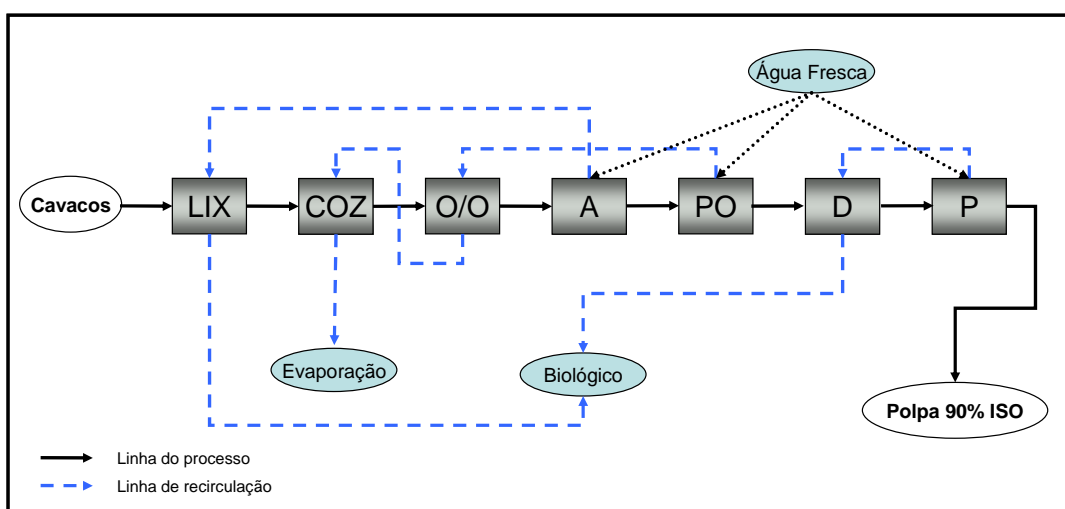 Água Fresca
Cavacos
LIX
COZ
O/O
A
PO
D
P
Evaporação
Biológico
Polpa 90% ISO
Linha do processo
Linha de recirculação